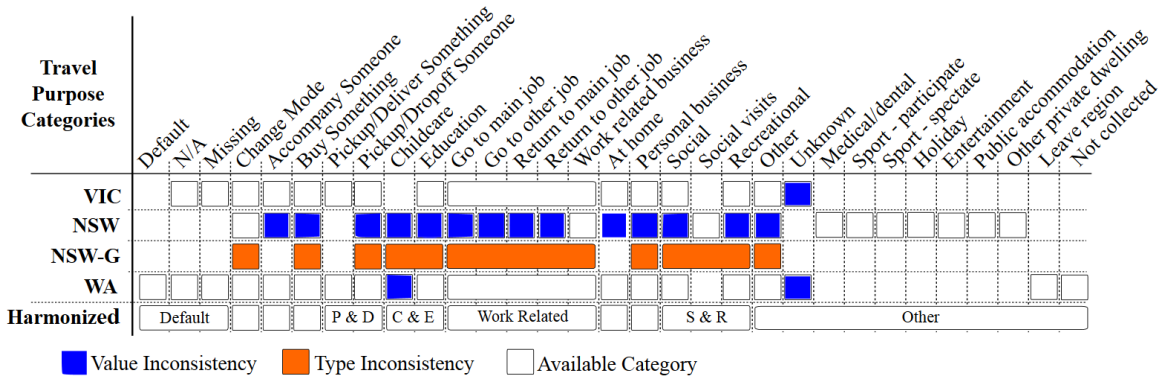 Travel
Purpose
Categories
Default
N/A
Missing
Change Mode
Accompany Someone
Buy Something
Pickup/Deliver Something
Pickup/Dropoff Someone
Childcare
Education
Go to main job
Go to other job
Return to main job
Return to other job
Work related business
At home
Personal business
Social
Social visits
Recreational
Other
Unknown
Medical/dental
Sport - participate
Sport - spectate
Holiday
Entertainment
Public accommodation
Other private dwelling
Leave region
Not collected
VIC
NSW
NSW-G
WA
Harmonized Default P & D C & E Work Related S & R Other
Value Inconsistency Type Inconsistency Available Category